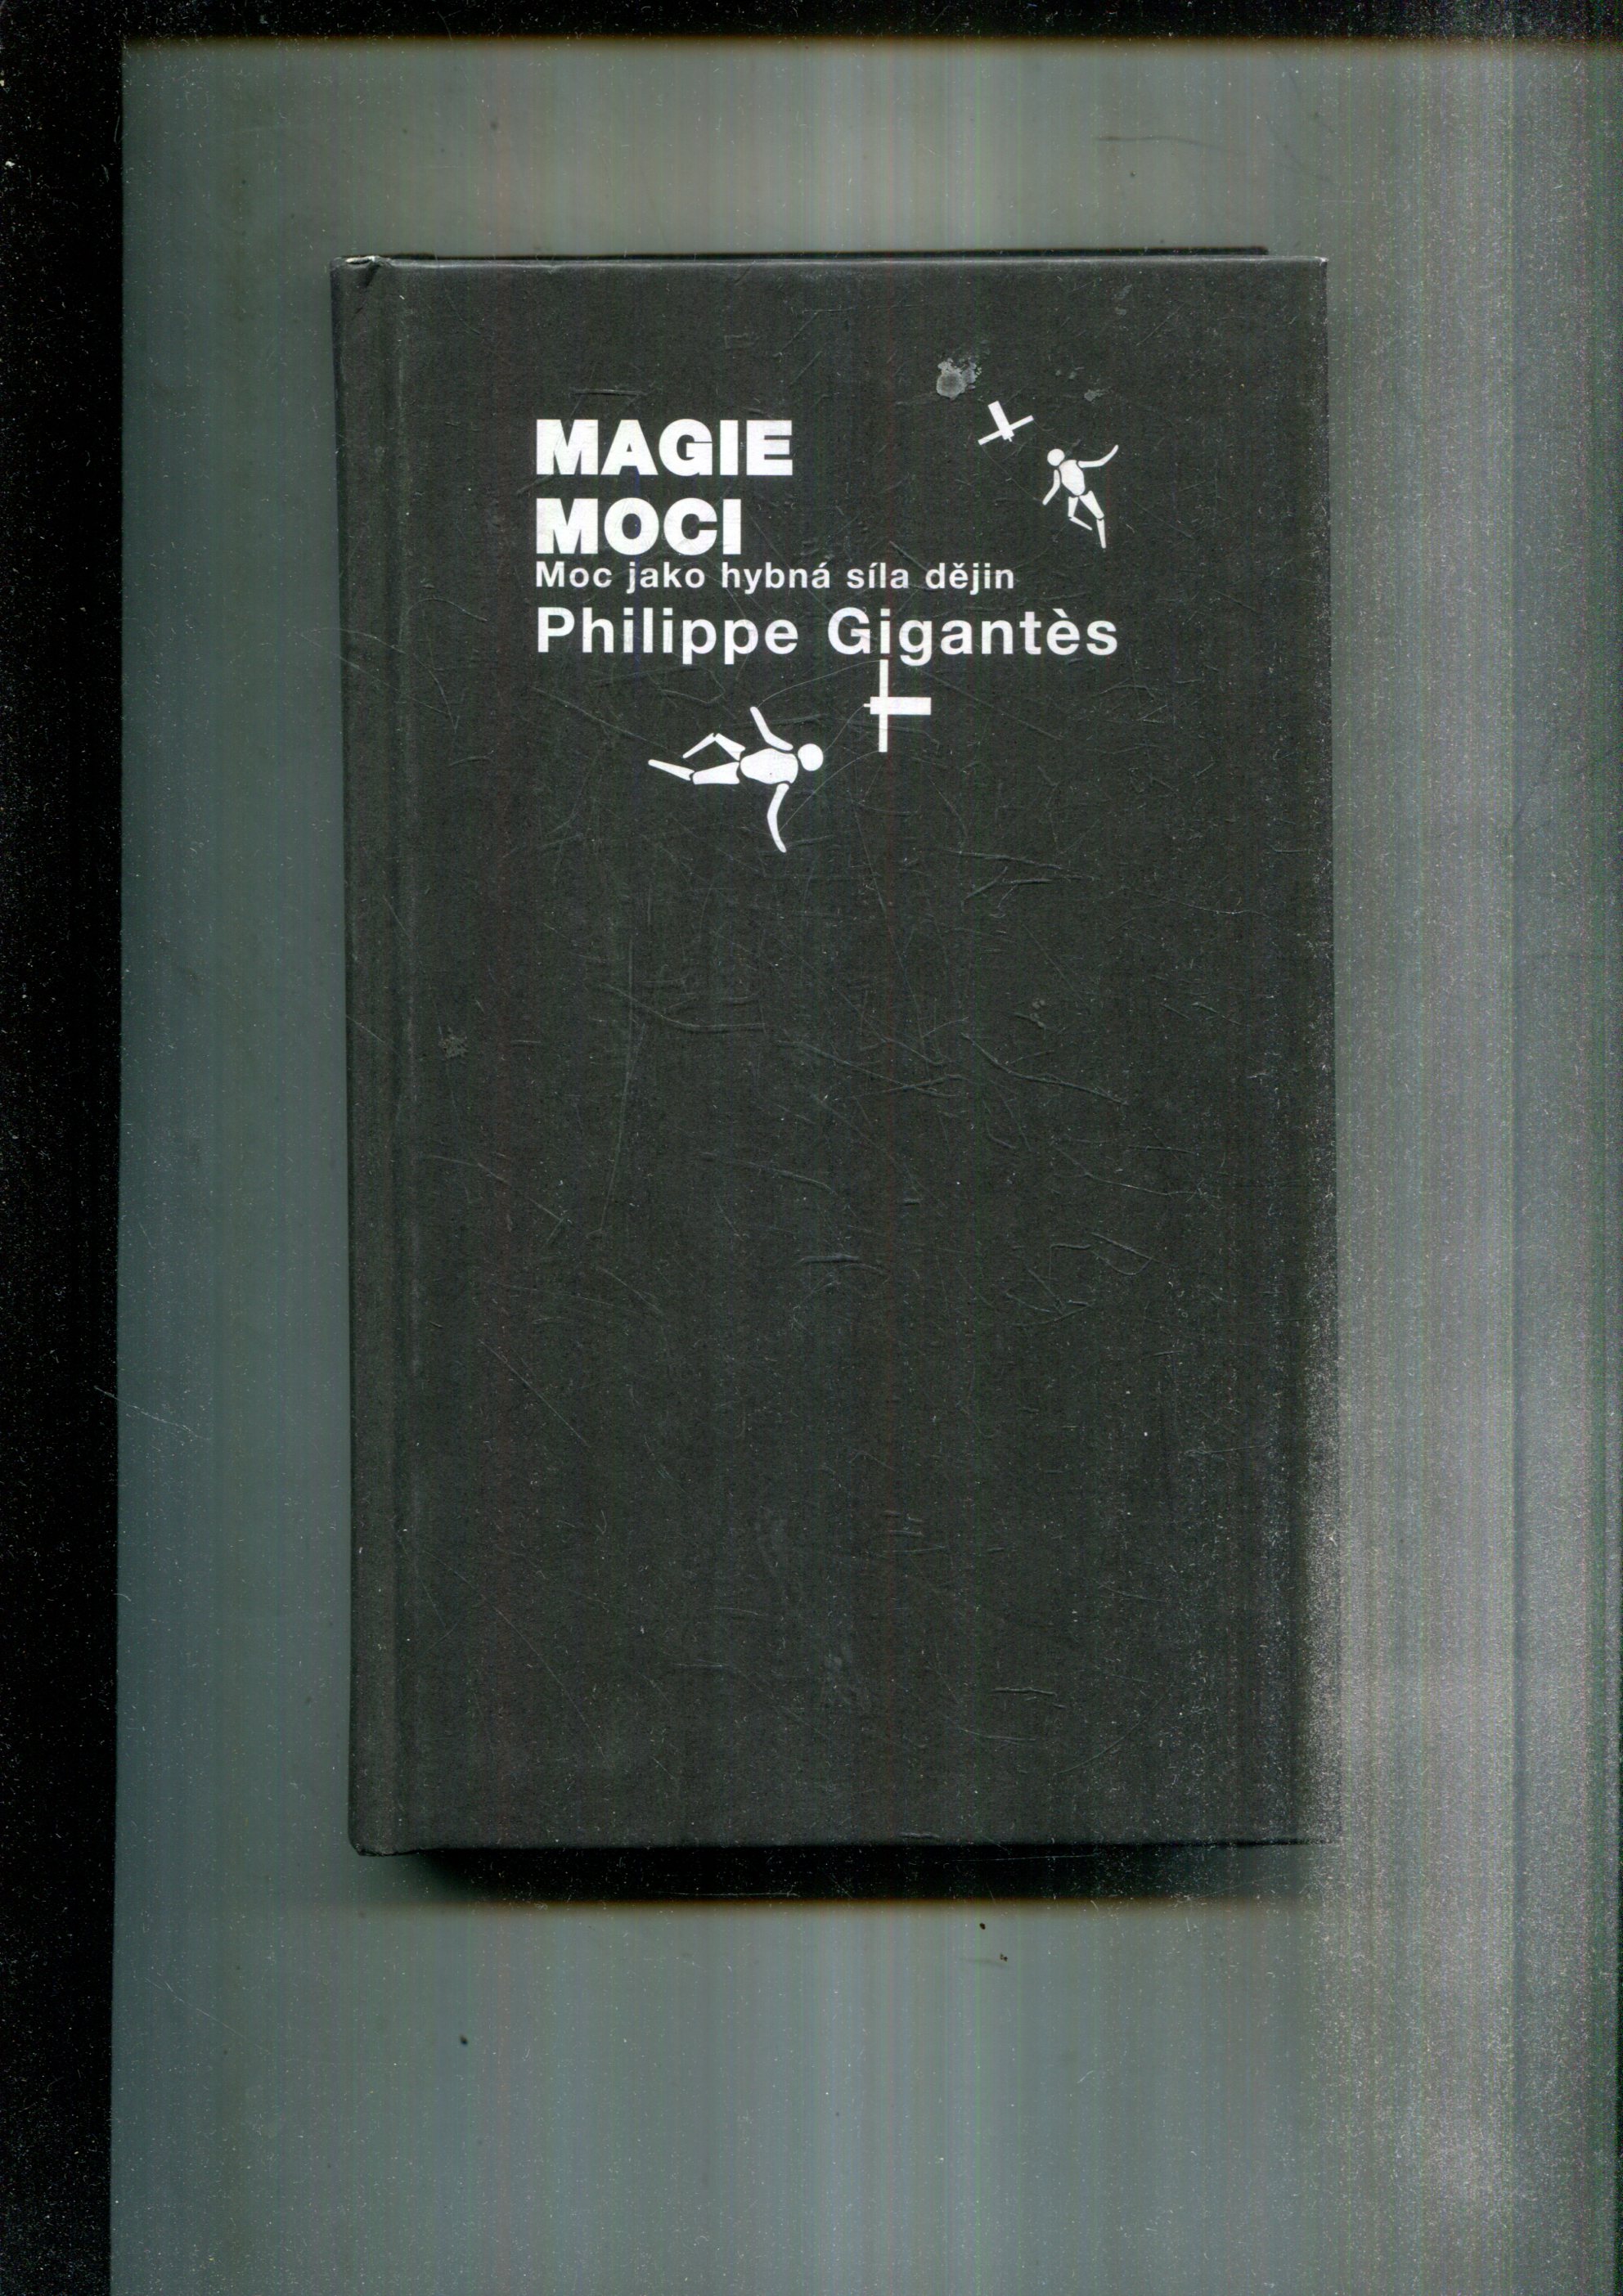 MAGIE
MOCI
Moc jako hybná síla dějin
Philippe Gigantès